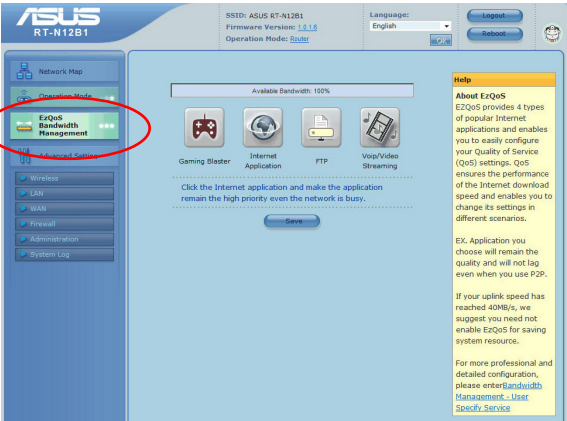 ASUS
RT-N12B1
SSID: ASUS RT-N12B1
Firmware Version: 1.0.1.6
Operation Mode: Router
Language:
English
Logout
Reboot
Network Map
Operation Mode
EzQoS
Bandwidth
Management
Advanced Setting
Wireless
LAN
WAN
Firewall
Administration
System Log
Available Bandwidth: 100%
Gaming Blaster
Internet
Application
FTP
Voip/Video
Streaming
Click the Internet application and make the application
remain the high priority even the network is
busy.
Save
Help
About EzQoS
EZQoS provides 4 types
of popular Internet
applications and enables
you to easily configure
your Quality of Service
(QoS) settings. QoS
ensures the performance
of the Internet download
speed and enables you to
change its settings in
different scenarios.
EX. Application you
choose will remain the
quality and will not lag
even when you use P2P.
If your uplink speed has
reached 40MB/s, we
suggest you need not
enable EzQoS for saving
system resource.
For more professional and
detailed configuration,
please enterBandwidth
Management - User
Specify Service